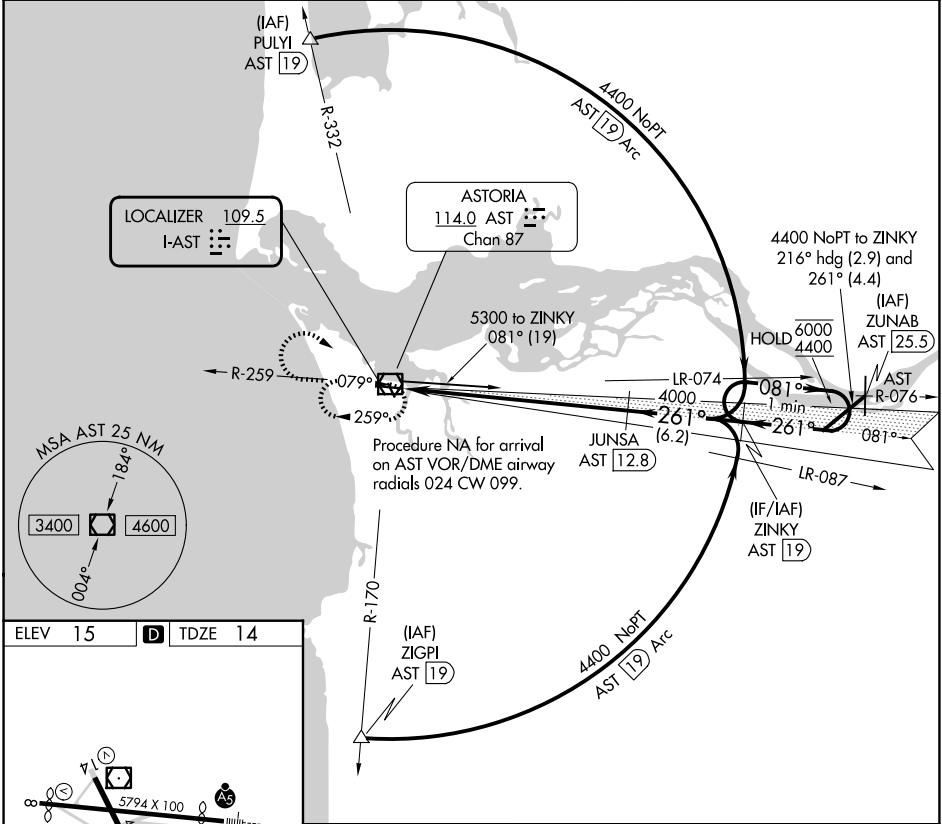 (IAF)
PULYI
AST 19
R-332
4400 NoPT
AST 19 Arc
LOCALIZER 109.5
I-AST
ASTORIA
114.0 AST
Chan 87
4400 NoPT to ZINKY
216° hdg (2.9) and
261° (4.4)
(IAF)
ZUNAB
AST 25.5
5300 to ZINKY
081° (19)
HOLD 6000
4400
R-259
079°
259°
LR-074
4000
081°
1 min
261°
AST
R-076
081°
261°
(6.2)
JUNSA
AST 12.8
LR-087
Procedure NA for arrival
on AST VOR/DME airway
radials 024 CW 099.
(IF/IAF)
ZINKY
AST 19
MSA AST 25 NM
184°
3400
4600
004°
R-170
(IAF)
ZIGPI
AST 19
4400 NoPT
AST 19 Arc
ELEV 15 D TDZE 14
14
V
8
V
5794 X 100
A5